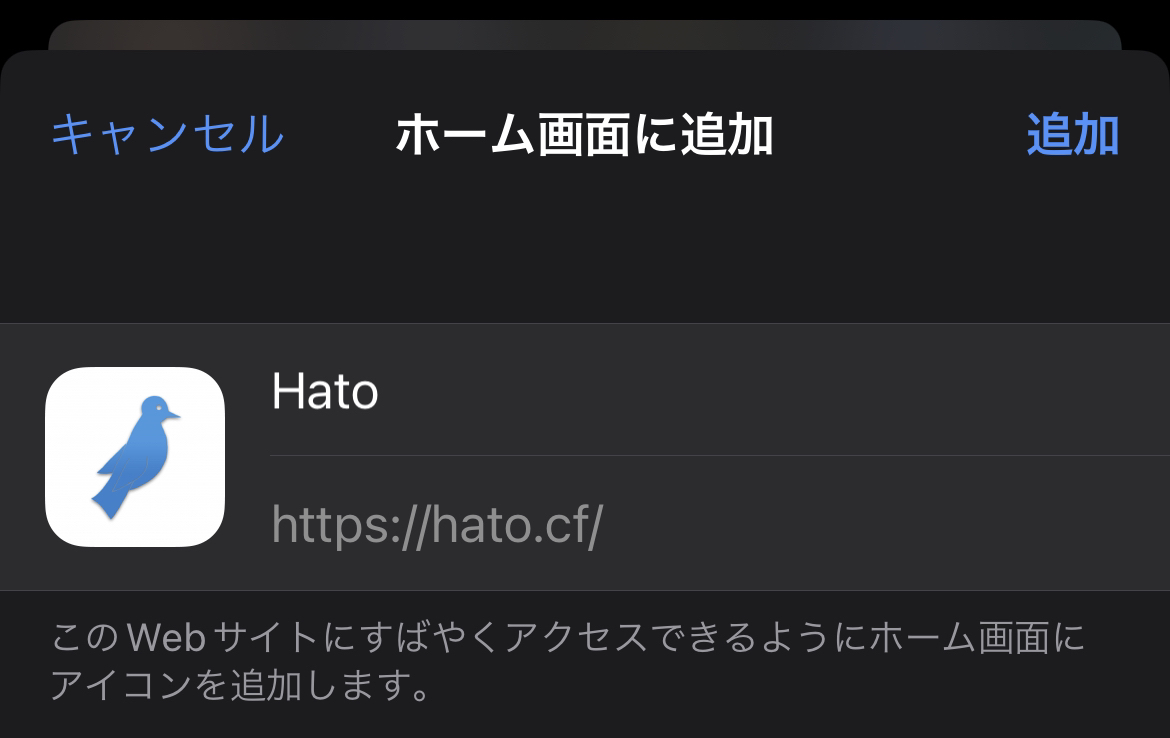 キャンセル ホーム画面に追加 追加
Hato
https://hato.cf/
このWebサイトにすばやくアクセスできるようにホーム画面に
アイコンを追加します。